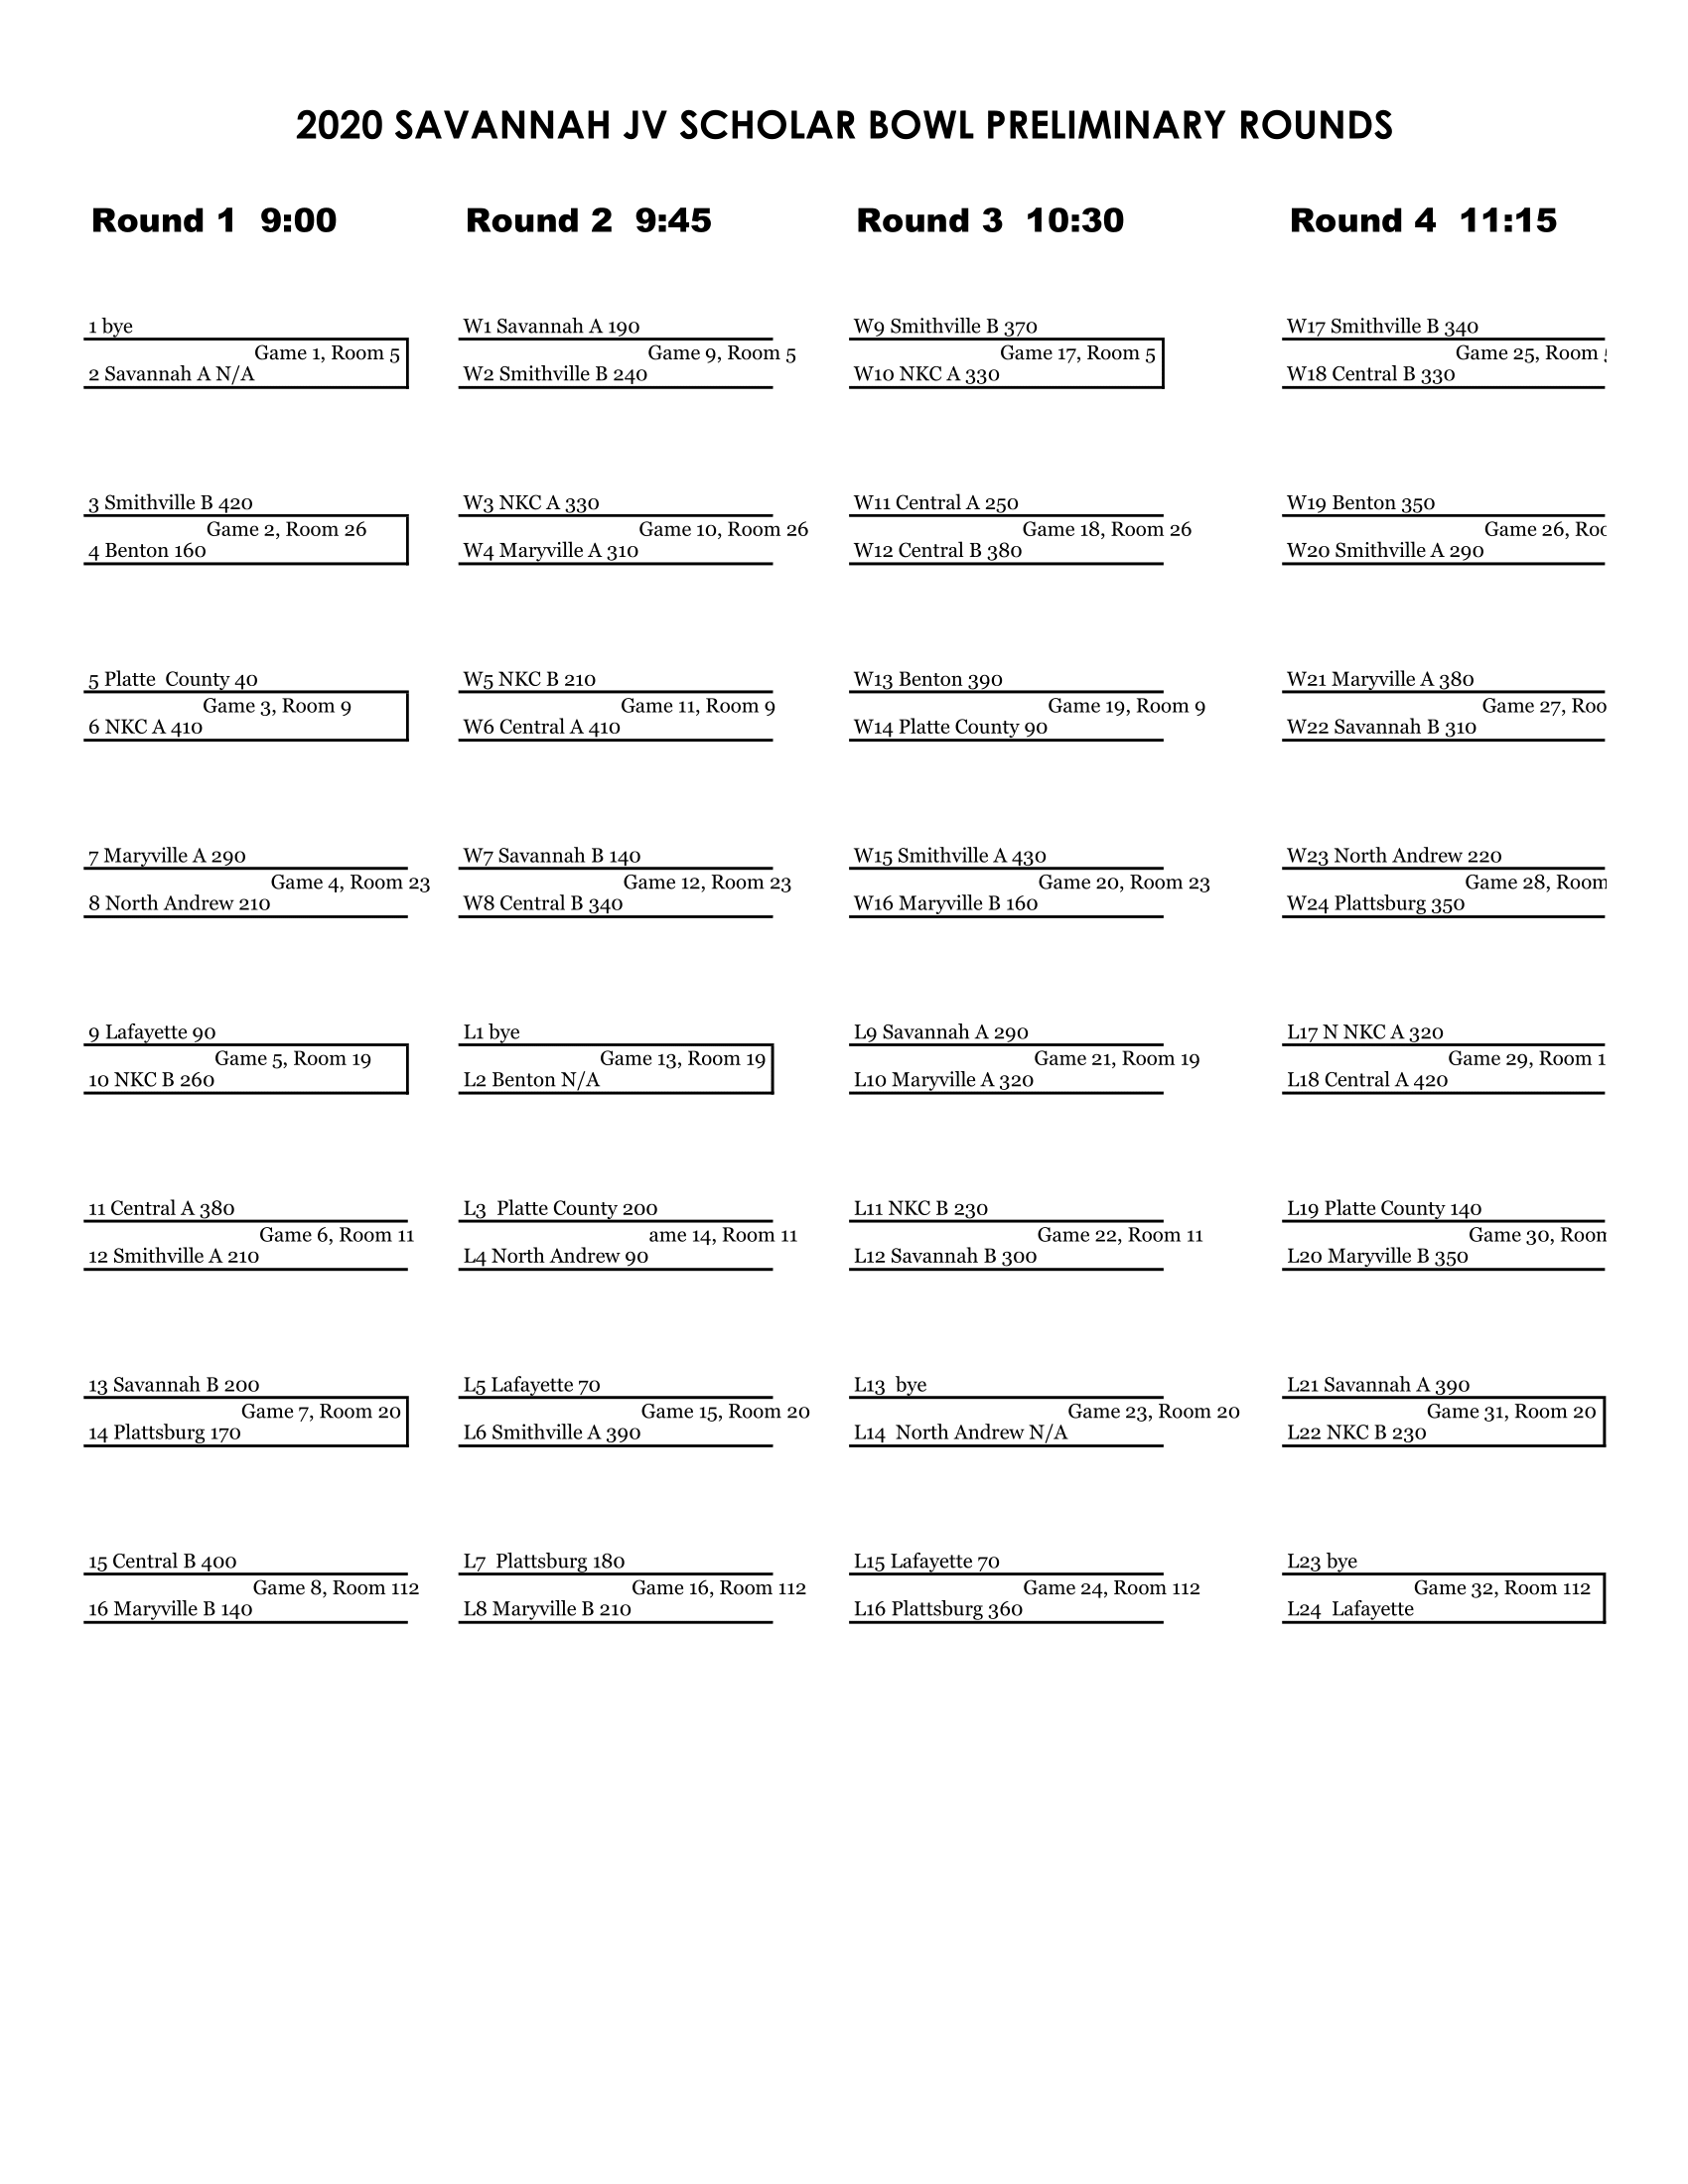 2020 SAVANNAH JV SCHOLAR BOWL PRELIMINARY ROUNDS
Round 1 9:00
Round 2 9:45
Round 3 10:30
Round 4 11:15
1 bye
Game 1, Room 5
2 Savannah A N/A
W1 Savannah A 190
Game 9, Room 5
W2 Smithville B 240
W9 Smithville B 370
Game 17, Room 5
W10 NKC A 330
W17 Smithville B 340
Game 25, Room
W18 Central B 330
3 Smithville B 420
Game 2, Room 26
4 Benton 160
W3 NKC A 330
Game 10, Room 26
W4 Maryville A 310
W11 Central A 250
Game 18, Room 26
W12 Central B 380
W19 Benton 350
Game 26, Roo
W20 Smithville A 290
5 Platte County 40
Game 3, Room 9
6 NKC A 410
W5 NKC B 210
Game 11, Room 9
W6 Central A 410
W13 Benton 390
Game 19, Room 9
W14 Platte County 90
W21 Maryville A 380
Game 27, Roo
W22 Savannah B 310
7 Maryville A 290
Game 4, Room 23
8 North Andrew 210
W7 Savannah B 140
Game 12, Room 23
W8 Central B 340
W15 Smithville A 430
Game 20, Room 23
W16 Maryville B 160
W23 North Andrew 220
Game 28, Room
W24 Plattsburg 350
9 Lafayette 90
Game 5, Room 19
10 NKC B 260
L1 bye
Game 13, Room 19
L2 Benton N/A
L9 Savannah A 290
Game 21, Room 19
L10 Maryville A 320
L17 N NKC A 320
Game 29, Room 1
L18 Central A 420
11 Central A 380
Game 6, Room 11
12 Smithville A 210
L3 Platte County 200
ame 14, Room 11
L4 North Andrew 90
L11 NKC B 230
Game 22, Room 11
L12 Savannah B 300
L19 Platte County 140
Game 30, Room
L20 Maryville B 350
13 Savannah B 200
Game 7, Room 20
14 Plattsburg 170
L5 Lafayette 70
Game 15, Room 20
L6 Smithville A 390
L13 bye
Game 23, Room 20
L14 North Andrew N/A
L21 Savannah A 390
Game 31, Room 20
L22 NKC B 230
15 Central B 400
Game 8, Room 112
16 Maryville B 140
L7 Plattsburg 180
Game 16, Room 112
L8 Maryville B 210
L15 Lafayette 70
Game 24, Room 112
L16 Plattsburg 360
L23 bye
Game 32, Room 112
L24 Lafayette